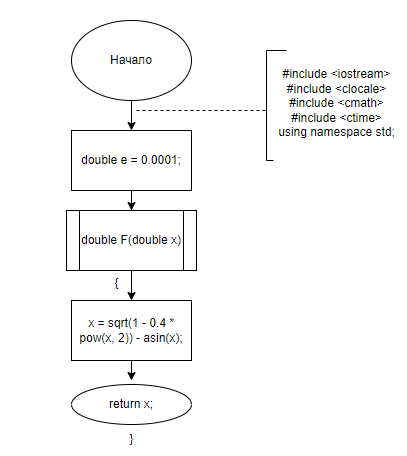 Начало
#include <iostream>
#include <clocale>
#include <cmath>
#include <ctime>
using namespace std;
double e = 0.0001;
double F(double x)
{
x = sqrt(1 - 0.4 *
pow(x, 2)) - asin(x);
return x;
}